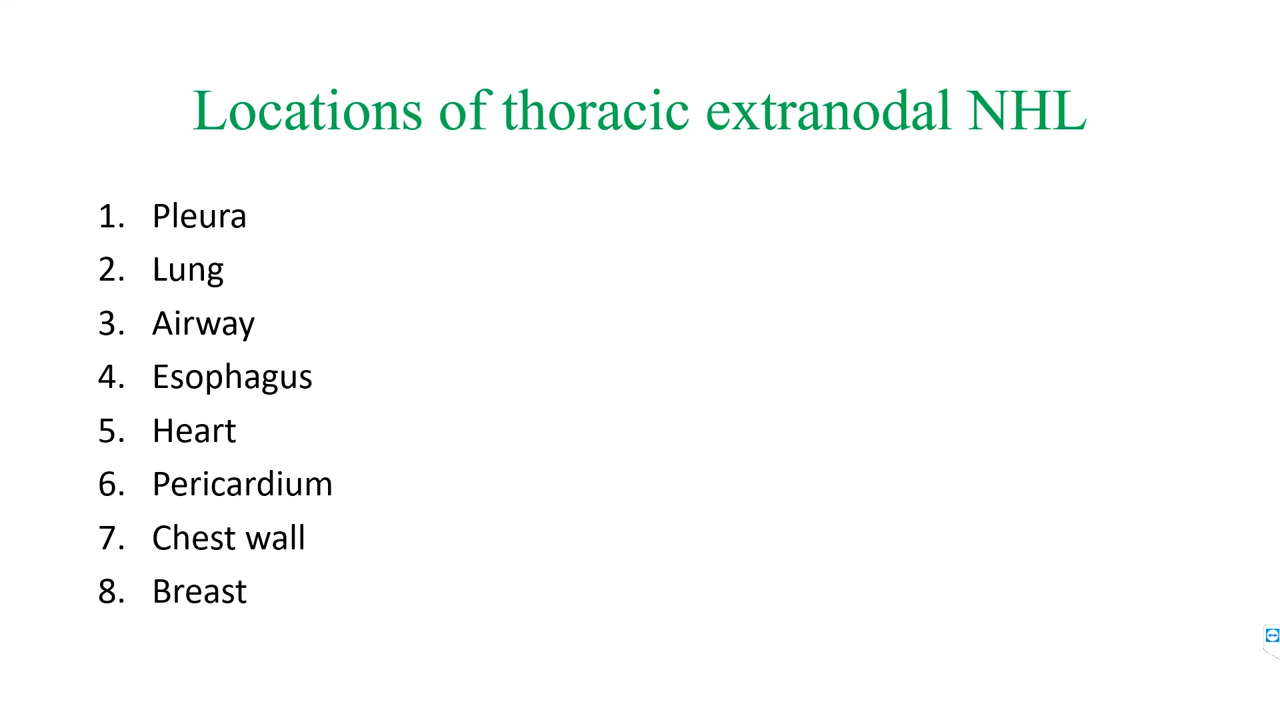 Locations of thoracic extranodal NHL
1. Pleura
2. Lung
3. Airway
4. Esophagus
5. Heart
6. Pericardium
7. Chest wall
8. Breast